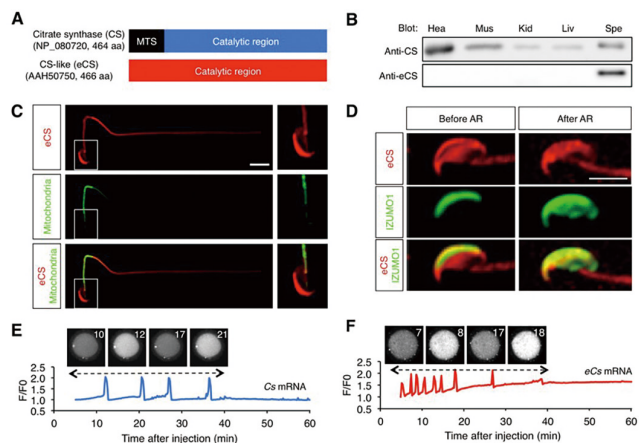 A
Citrate synthase (CS)
(NP_080720, 464 aa)
MTS
Catalytic region
CS-like (eCS)
(AAH50750, 466 aa)
Catalytic region
B
Blot: Hea Mus Kid Liv Spe
Anti-CS
Anti-eCS
C
eCS
Mitochondria
eCS
Mitochondria
D
Before AR After AR
eCS
IZUMO1
eCS
IZUMO1
E
10 12 17 21
F/F0
2.5
2.0
1.5
1.0
0.5
Cs mRNA
0 10 20 30 40 50 60
Time after injection (min)
F
7 8 17 18
F/F0
2.5
2.0
1.5
1.0
0.5
eCs mRNA
0 10 20 30 40 50 60
Time after injection (min)